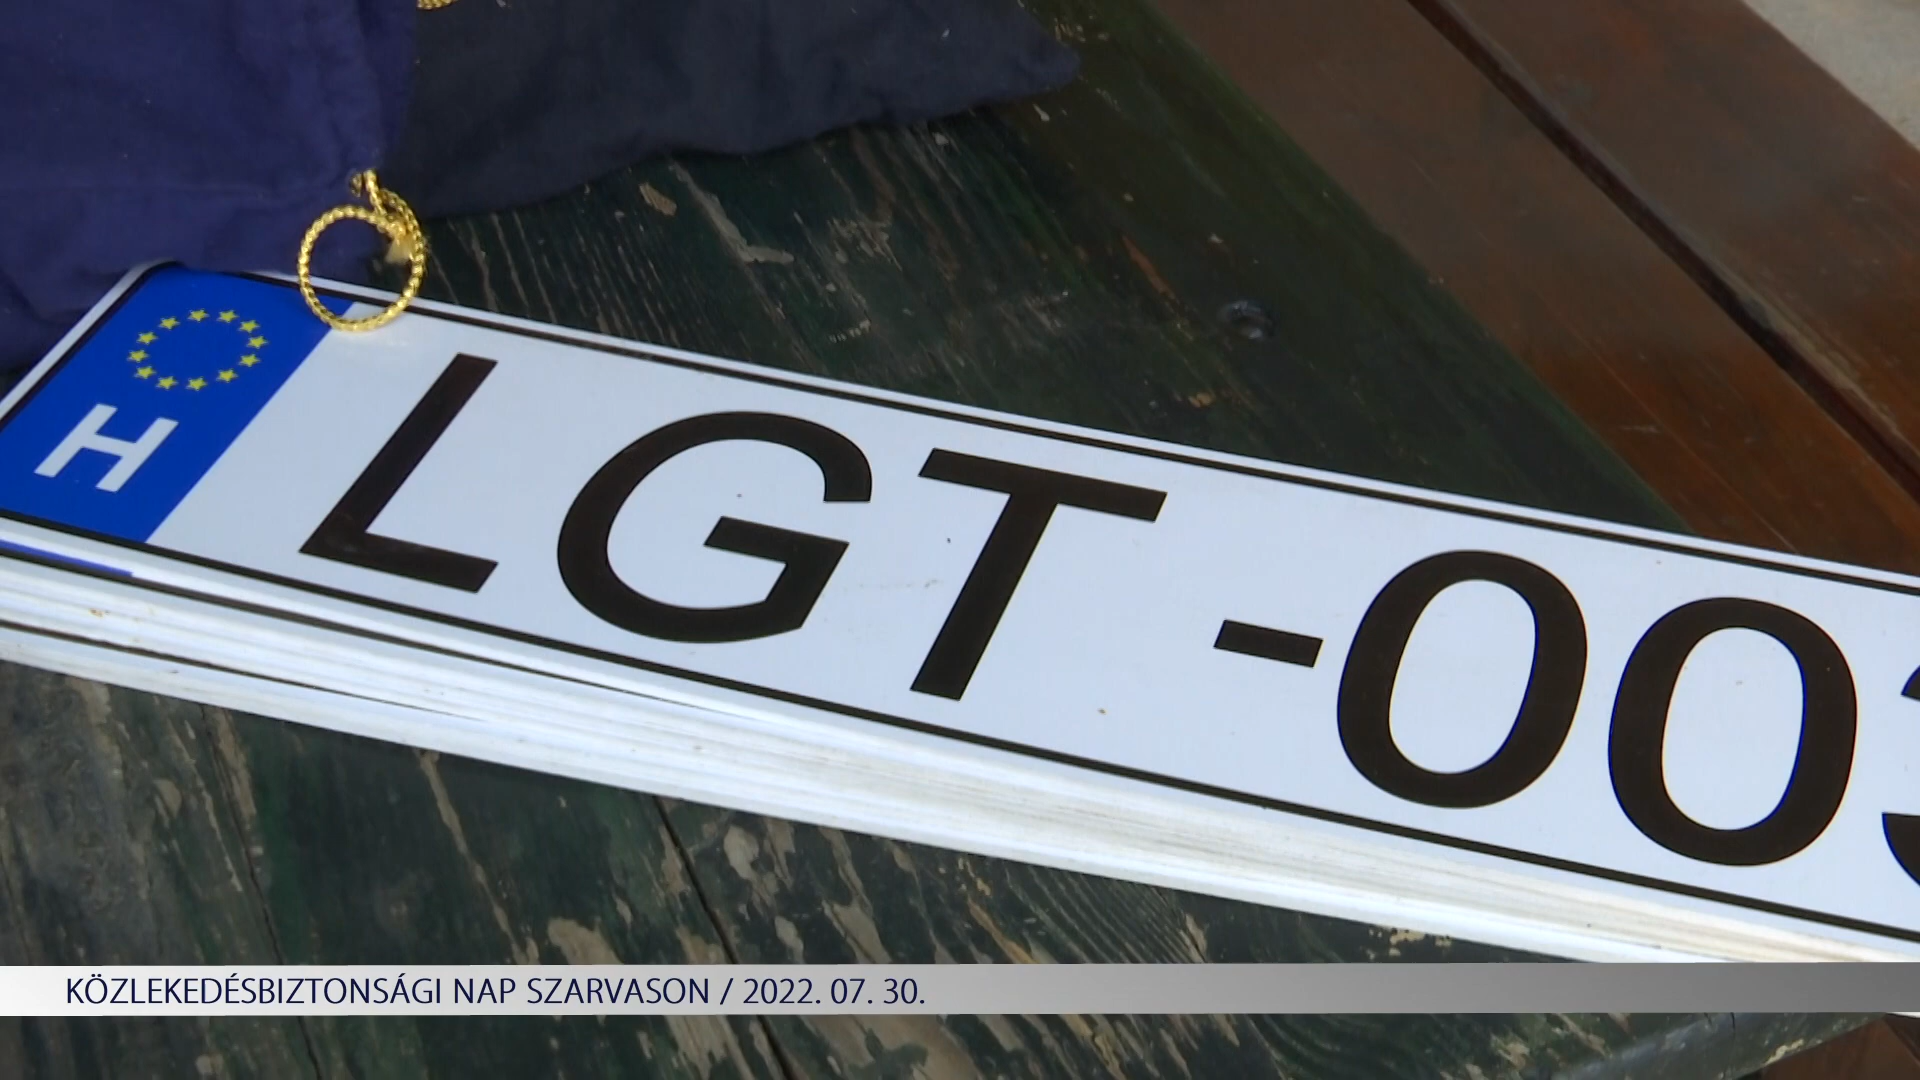 H
LGT-00
KÖZLEKEDÉSBIZTONSÁGI NAP SZARVASON / 2022. 07. 30.